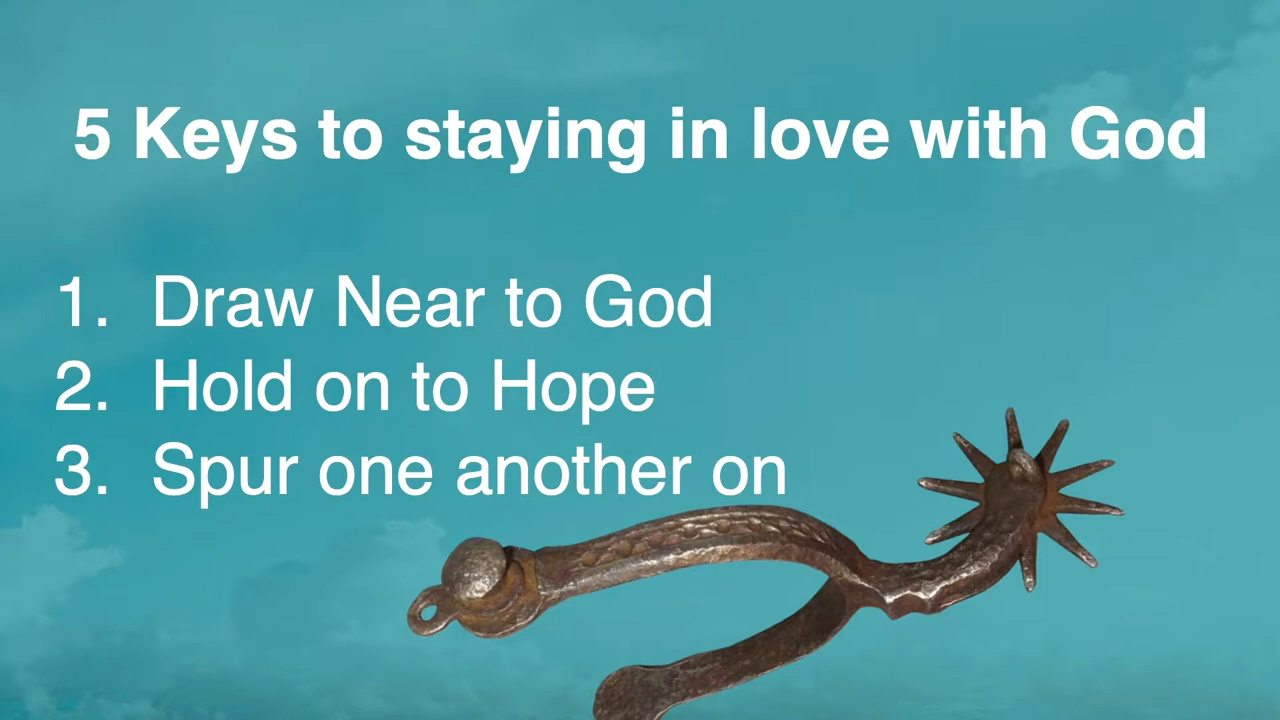 5 Keys to staying in love with God
1. Draw Near to God
2. Hold on to Hope
3. Spur one another on